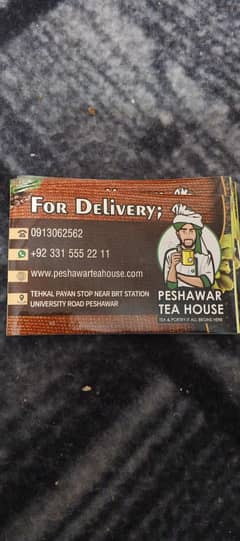 FOR DELIVERY;
0913062562
+92 331 555 22 11
www.peshawarteahouse.com
TEHKAL PAYAN STOP NEAR BRT STATION
UNIVERSITY ROAD PESHAWAR
PESHAWAR
TEA HOUSE